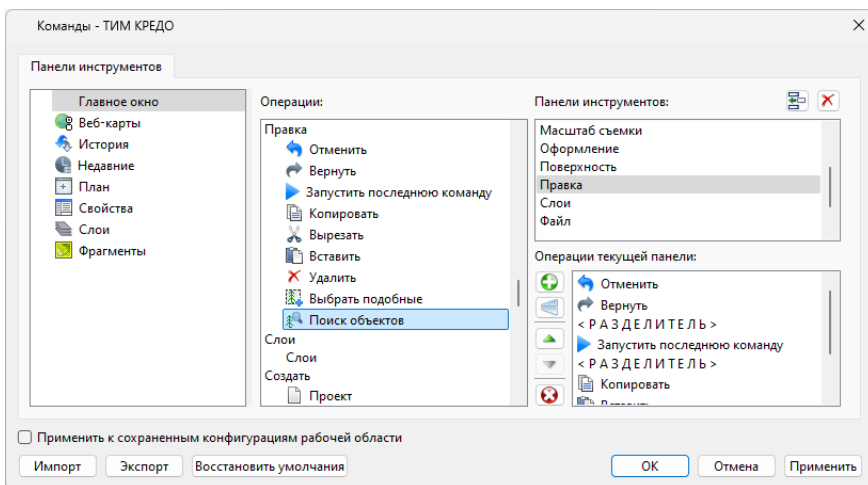 Команды - ТИМ КРЕДО
Панели инструментов
Главное окно
Веб-карты
История
Недавние
План
Свойства
Слои
Фрагменты
Операции:
Правка
Отменить
Вернуть
Запустить последнюю команду
Копировать
Вырезать
Вставить
Удалить
Выбрать подобные
Поиск объектов
Слои
Слои
Создать
Проект
Панели инструментов:
Масштаб съемки
Оформление
Поверхность
Правка
Слои
Файл
Операции текущей панели:
Отменить
Вернуть
< Р А З Д Е Л И Т Е Л Ь >
Запустить последнюю команду
< Р А З Д Е Л И Т Е Л Ь >
Копировать
Применить к сохраненным конфигурациям рабочей области
Импорт
Экспорт
Восстановить умолчания
ОК
Отмена
Применить